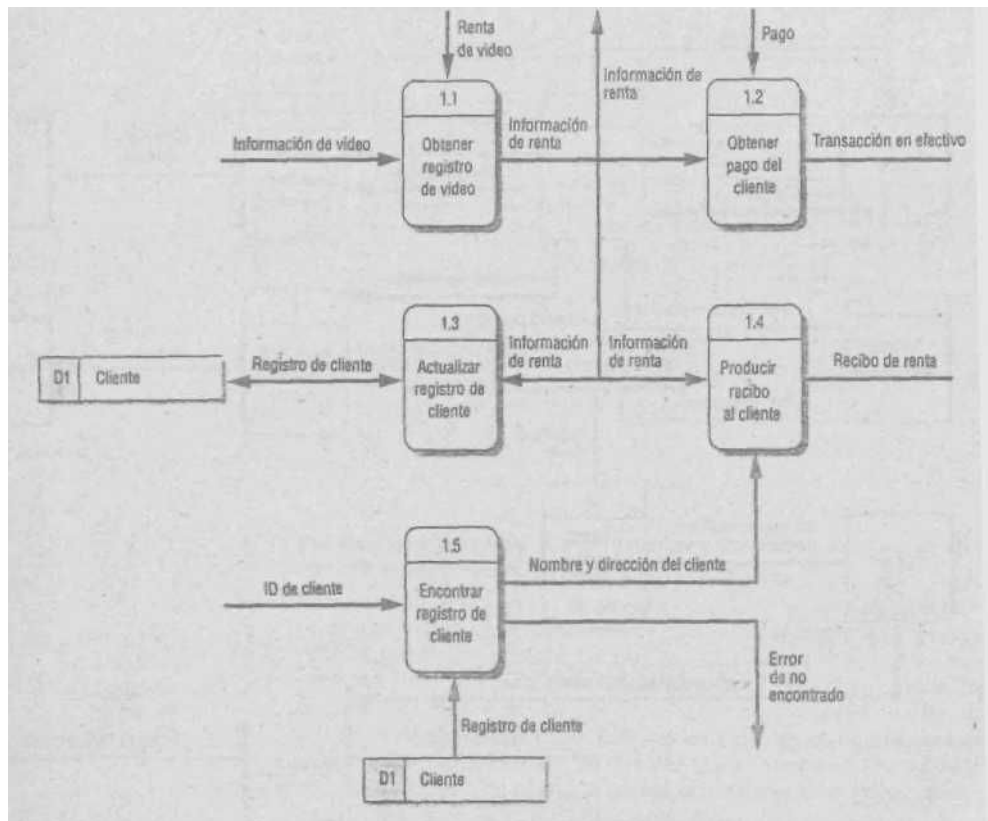 Renta
de video
Pago
Información de
renta
1.1
Obtener
registro
de video
Información de video
Información
de renta
1.2
Obtener
pago del
cliente
Transacción en efectivo
1.3
Actualizar
registro de
cliente
D1 Cliente
Registro de cliente
Información
de renta
Información
de renta
1.4
Producir
recibo
al cliente
Recibo de renta
1.5
Encontrar
registro de
cliente
ID de cliente
Nombre y dirección del cliente
Error
de no
encontrado
Registro de cliente
D1 Cliente